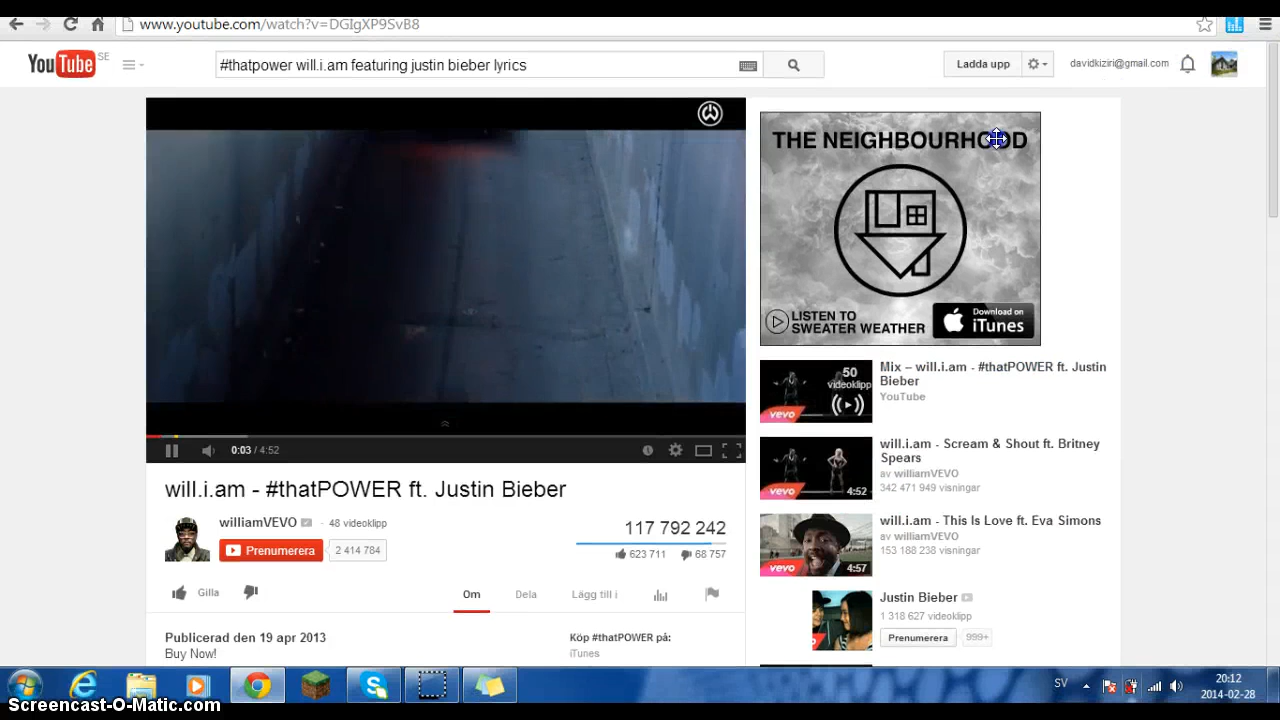 www.youtube.com/watch?v=DGIgXP9SvB8
YouTube SE
#thatpower will.i.am featuring justin bieber lyrics
Ladda upp
davidkiziri@gmail.com
THE NEIGHBOURHOOD
LISTEN TO
SWEATER WEATHER
Download on
iTunes
0:03 / 4:52
will.i.am - #thatPOWER ft. Justin Bieber
williamVEVO · 48 videoklipp
Prenumerera 2 414 784
117 792 242
623 711 68 757
Gilla
Om Dela Lägg till i
Publicerad den 19 apr 2013
Buy Now!
Köp #thatPOWER på:
iTunes
50
videoklipp
vevo
Mix – will.i.am - #thatPOWER ft. Justin
Bieber
YouTube
vevo 4:52
will.i.am - Scream & Shout ft. Britney
Spears
av williamVEVO
342 471 949 visningar
vevo 4:57
will.i.am - This Is Love ft. Eva Simons
av williamVEVO
153 188 238 visningar
Justin Bieber
1 318 627 videoklipp
Prenumerera 999+
SV
20:12
2014-02-28
Screencast-O-Matic.com